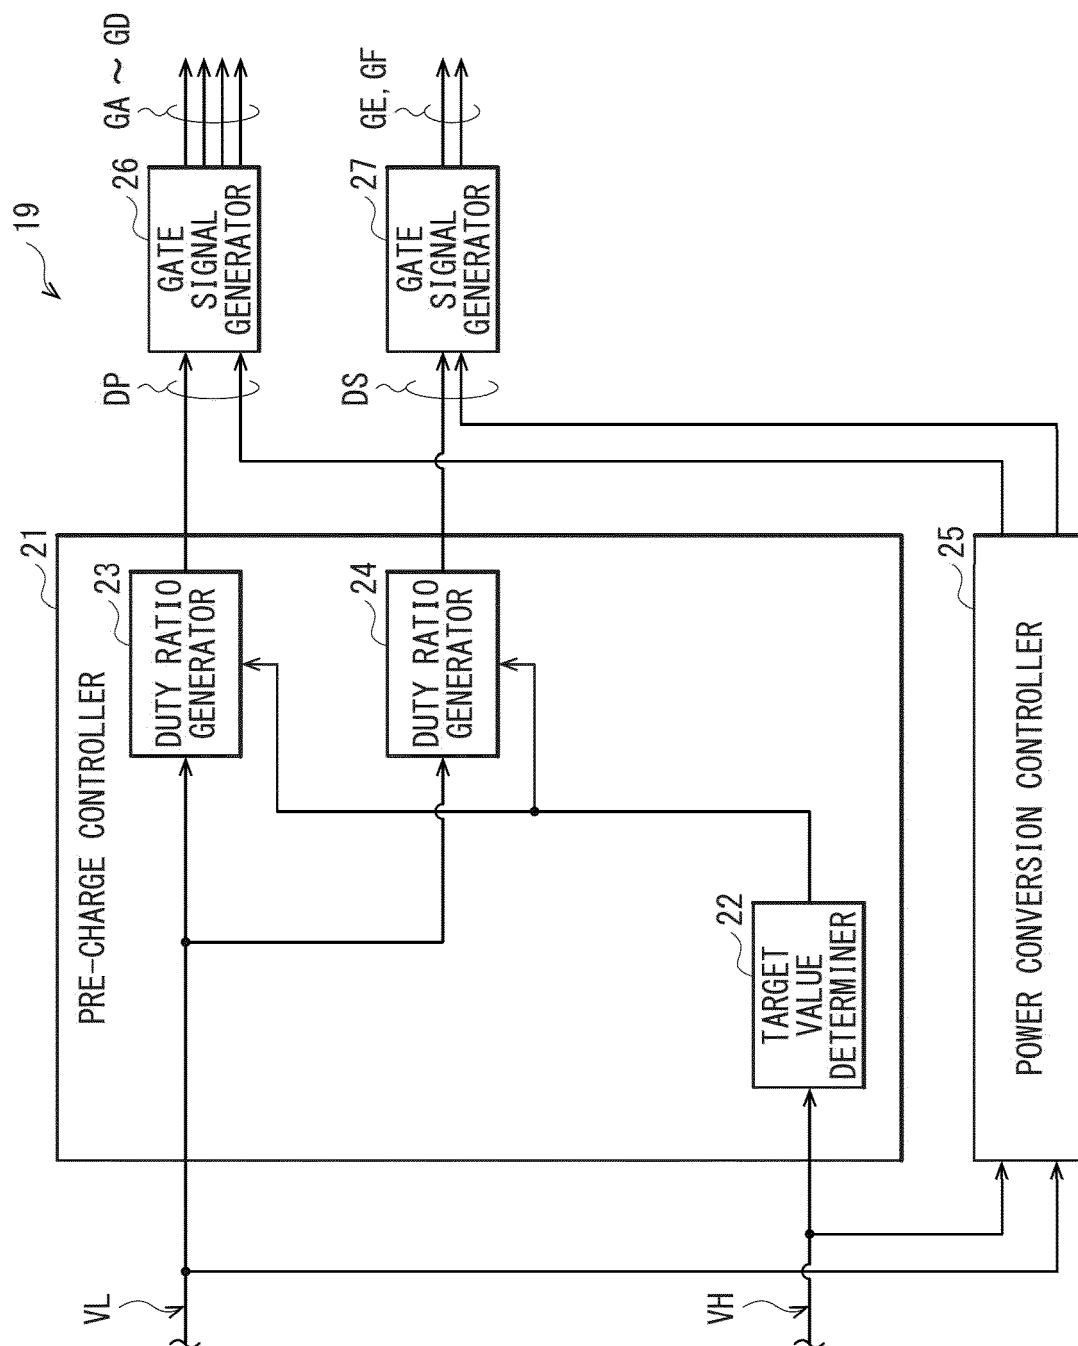 19
21
PRE-CHARGE CONTROLLER
VL
23
DUTY RATIO
GENERATOR
DP
26
GATE
SIGNAL
GENERATOR
GA ~ GD
24
DUTY RATIO
GENERATOR
DS
27
GATE
SIGNAL
GENERATOR
GE, GF
VH
22
TARGET
VALUE
DETERMINER
25
POWER CONVERSION CONTROLLER